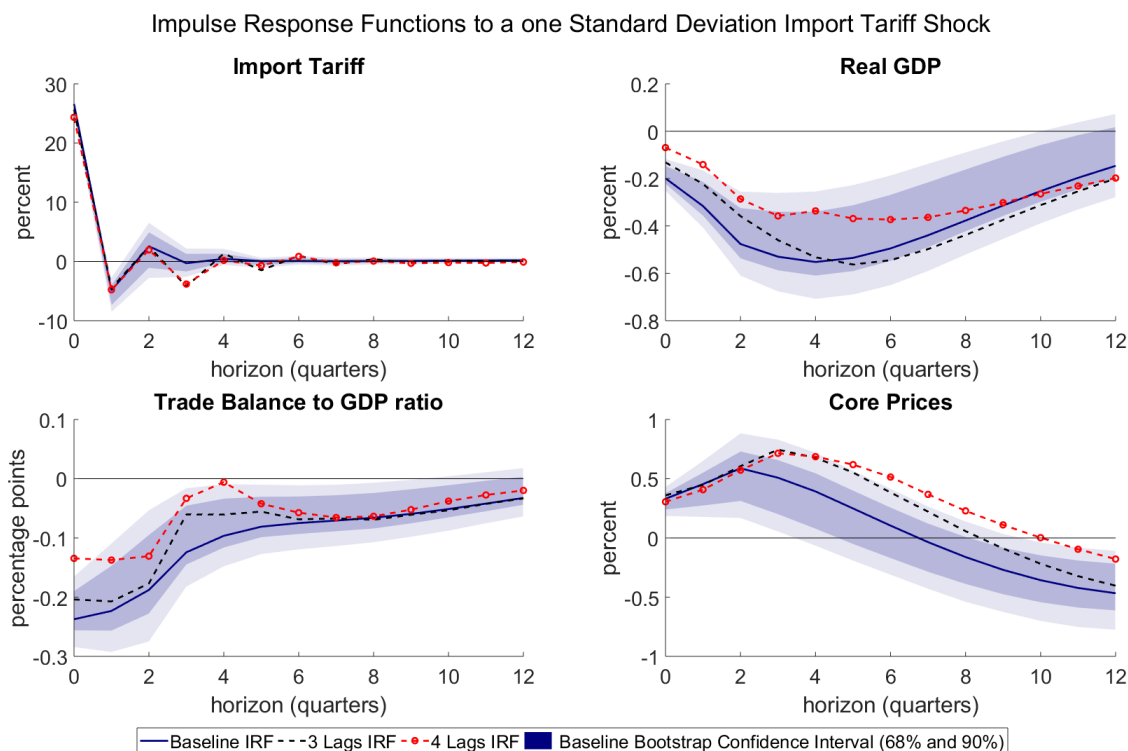 Impulse Response Functions to a one Standard Deviation Import Tariff Shock
Import Tariff
30
20
10
0
-10
percent
0 2 4 6 8 10 12
horizon (quarters)
Real GDP
0.2
0
-0.2
-0.4
-0.6
-0.8
percent
0 2 4 6 8 10 12
horizon (quarters)
Trade Balance to GDP ratio
0.1
0
-0.1
-0.2
-0.3
percentage points
0 2 4 6 8 10 12
horizon (quarters)
Core Prices
1
0.5
0
-0.5
-1
percent
0 2 4 6 8 10 12
horizon (quarters)
Baseline IRF 3 Lags IRF 4 Lags IRF Baseline Bootstrap Confidence Interval (68% and 90%)